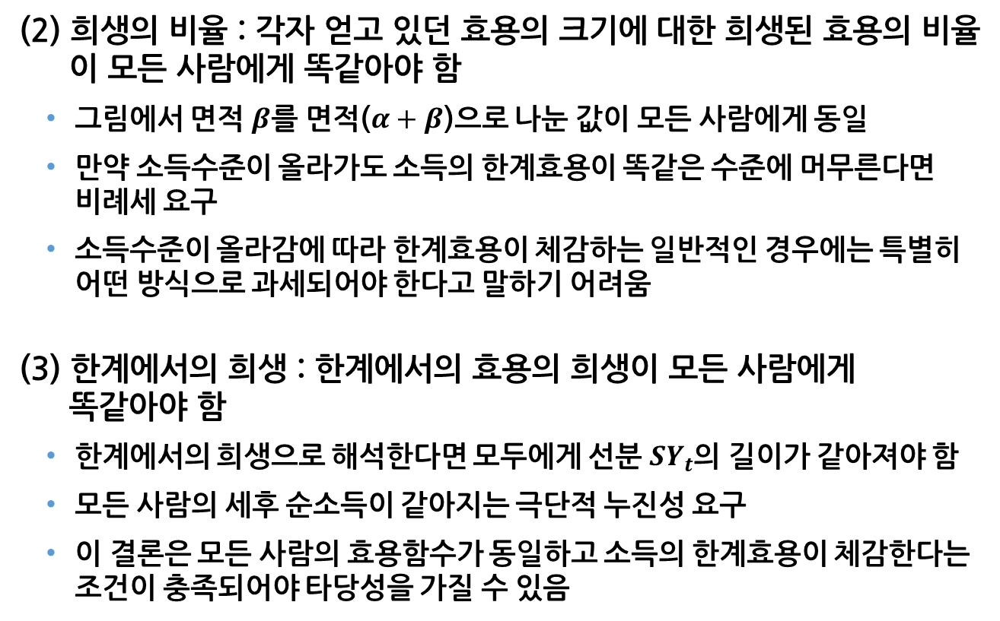 (2) 희생의 비율 : 각자 얻고 있던 효용의 크기에 대한 희생된 효용의 비율
이 모든 사람에게 똑같아야 함
• 그림에서 면적 β를 면적(α + β)으로 나눈 값이 모든 사람에게 동일
• 만약 소득수준이 올라가도 소득의 한계효용이 똑같은 수준에 머무른다면
비례세 요구
• 소득수준이 올라감에 따라 한계효용이 체감하는 일반적인 경우에는 특별히
어떤 방식으로 과세되어야 한다고 말하기 어려움
(3) 한계에서의 희생 : 한계에서의 효용의 희생이 모든 사람에게
똑같아야 함
• 한계에서의 희생으로 해석한다면 모두에게 선분 SYₜ의 길이가 같아져야 함
• 모든 사람의 세후 순소득이 같아지는 극단적 누진성 요구
• 이 결론은 모든 사람의 효용함수가 동일하고 소득의 한계효용이 체감한다는
조건이 충족되어야 타당성을 가질 수 있음